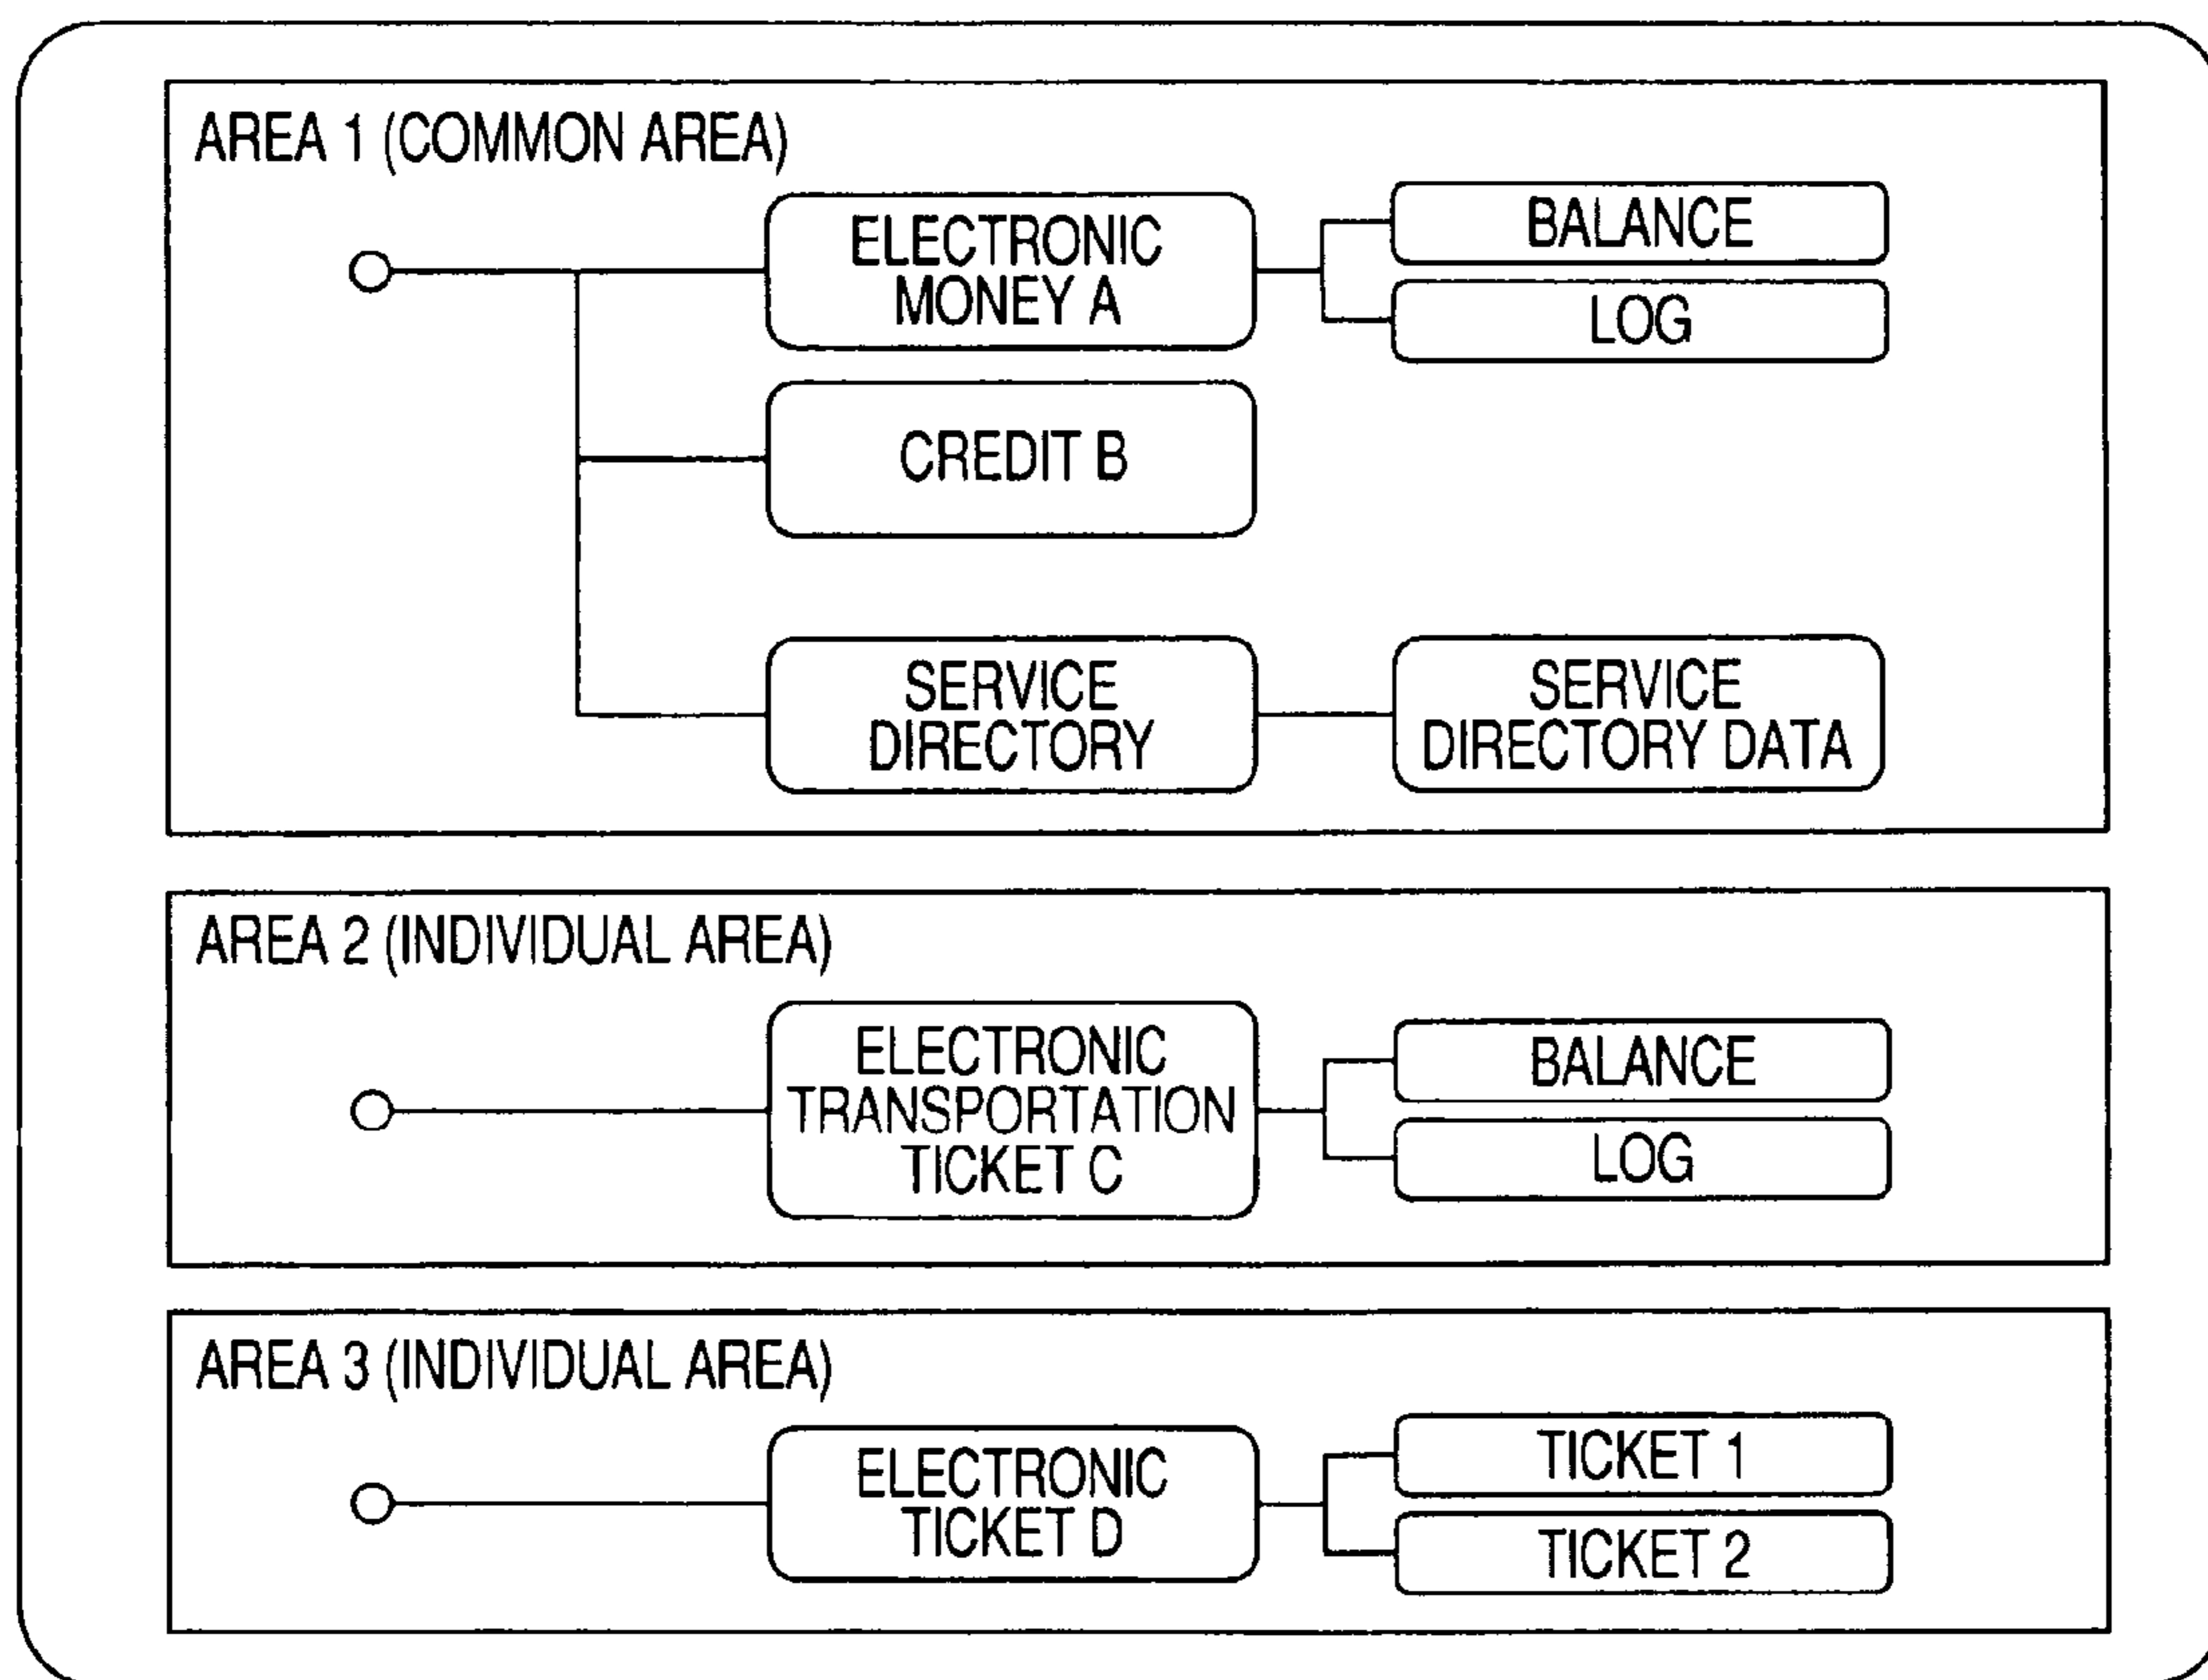 AREA 1 (COMMON AREA)
ELECTRONIC
MONEY A
BALANCE
LOG
CREDIT B
SERVICE
DIRECTORY
SERVICE
DIRECTORY DATA
AREA 2 (INDIVIDUAL AREA)
ELECTRONIC
TRANSPORTATION
TICKET C
BALANCE
LOG
AREA 3 (INDIVIDUAL AREA)
ELECTRONIC
TICKET D
TICKET 1
TICKET 2